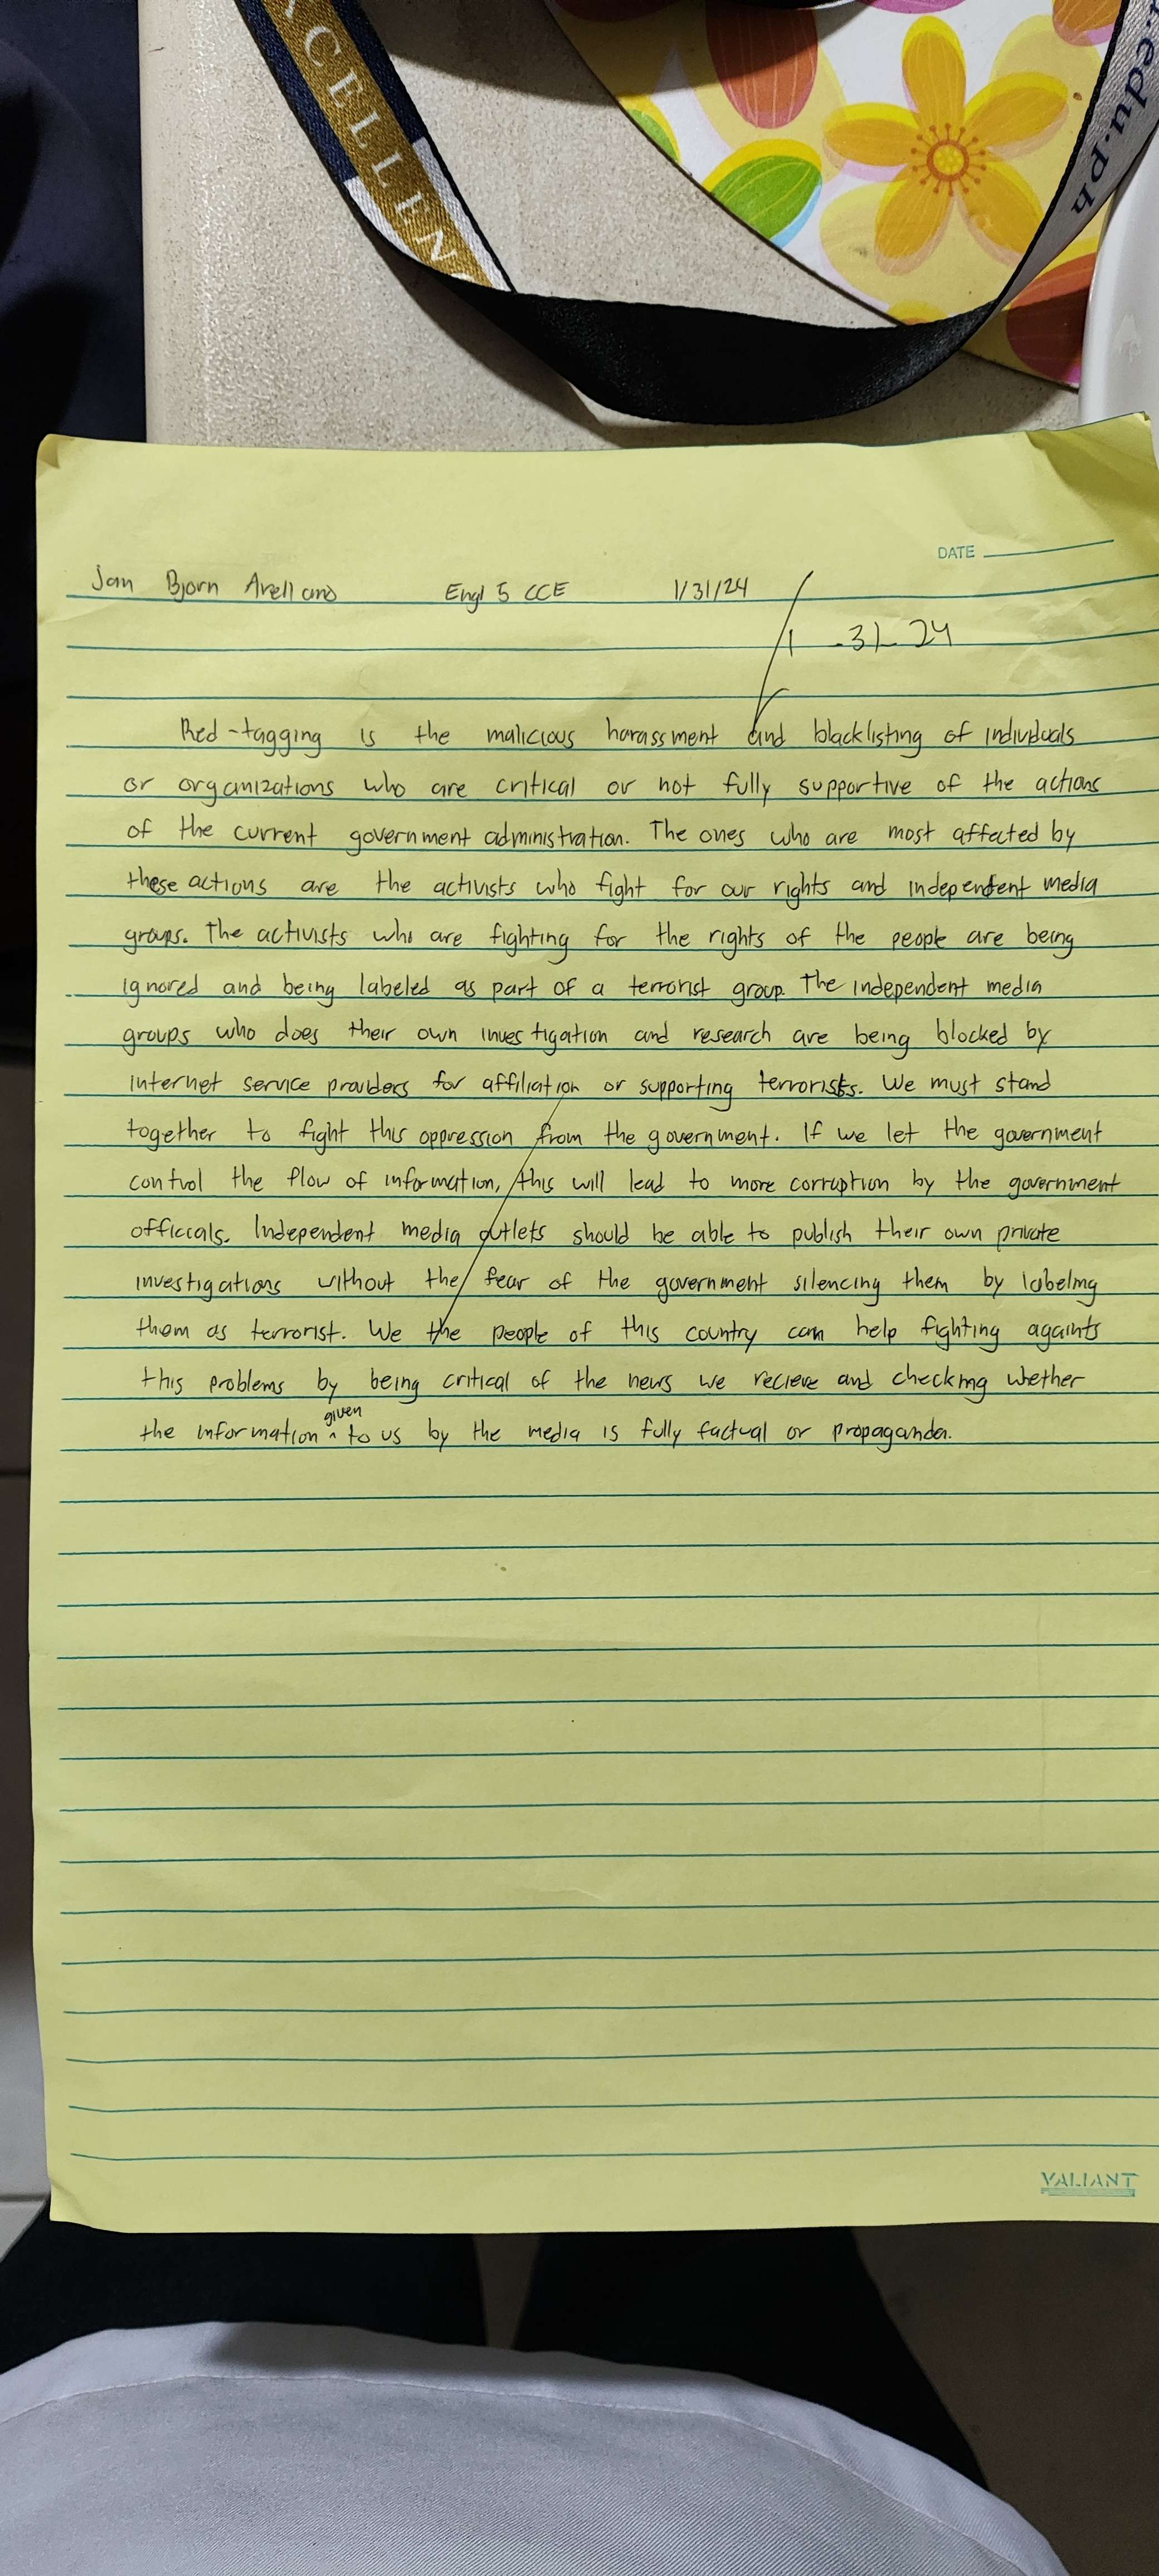 XCELLENC
u.edu.ph
DATE
Jan Bjorn Arellano Engl 5 CCE 1/31/24
1-31-24
Red-tagging is the malicious harassment and blacklisting of individuals
or organizations who are critical or not fully supportive of the actions
of the current government administration. The ones who are most affected by
these actions are the activists who fight for our rights and independent media
groups. The activists who are fighting for the rights of the people are being
ignored and being labeled as part of a terrorist group. The independent media
groups who does their own investigation and research are being blocked by
internet service providers for affiliation or supporting terrorists. We must stand
together to fight this oppression from the government. If we let the government
control the flow of information, this will lead to more corruption by the government
officials. Independent media outlets should be able to publish their own private
investigations without the fear of the government silencing them by labeling
them as terrorist. We the people of this country can help fighting againts
this problems by being critical of the news we recieve and checking whether
the information given to us by the media is fully factual or propaganda.
VALIANT